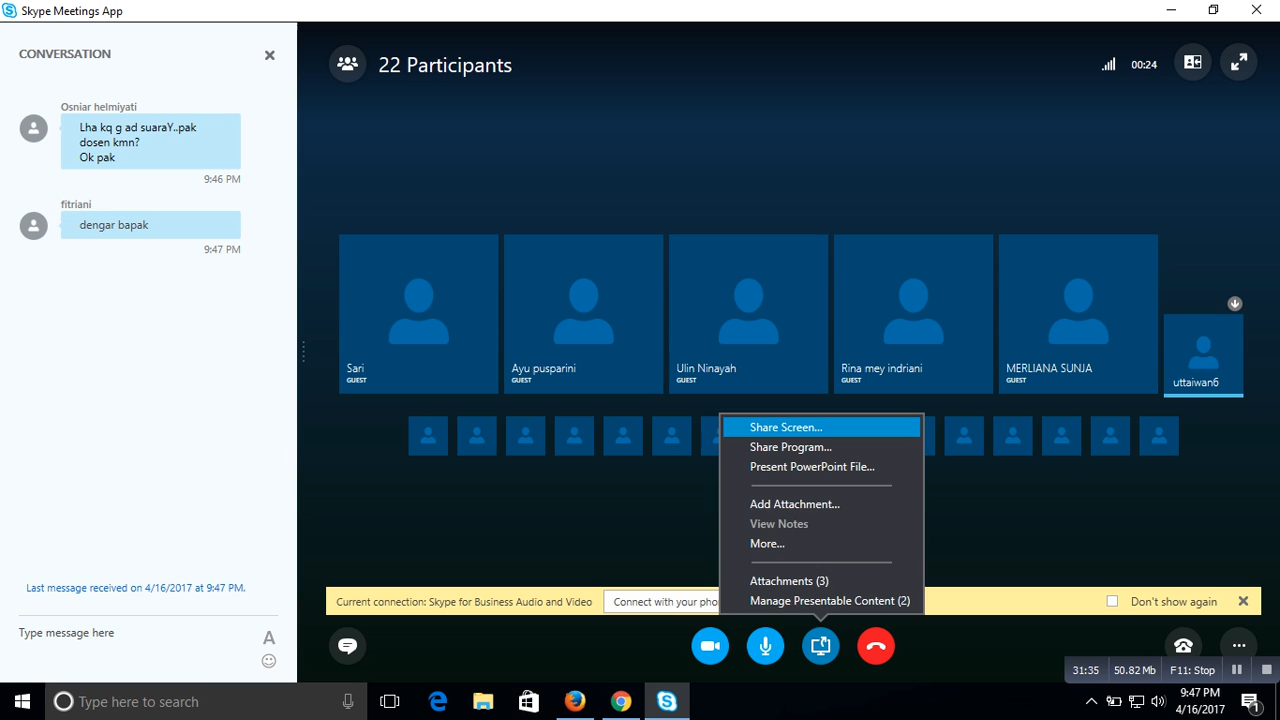 Skype Meetings App
CONVERSATION
Osniar helmiyati
Lha kq g ad suaraY..pak
dosen kmn?
Ok pak
9:46 PM
fitriani
dengar bapak
9:47 PM
Last message received on 4/16/2017 at 9:47 PM.
Type message here
A
22 Participants
00:24
Sari
GUEST
Ayu pusparini
GUEST
Ulin Ninayah
GUEST
Rina mey indriani
GUEST
MERLIANA SUNJA
GUEST
uttaiwan6
Share Screen...
Share Program...
Present PowerPoint File...
Add Attachment...
View Notes
More...
Attachments (3)
Manage Presentable Content (2)
Current connection: Skype for Business Audio and Video
Connect with your pho
Don't show again
31:35
50.82 Mb
F11: Stop
Type here to search
9:47 PM
4/16/2017
1